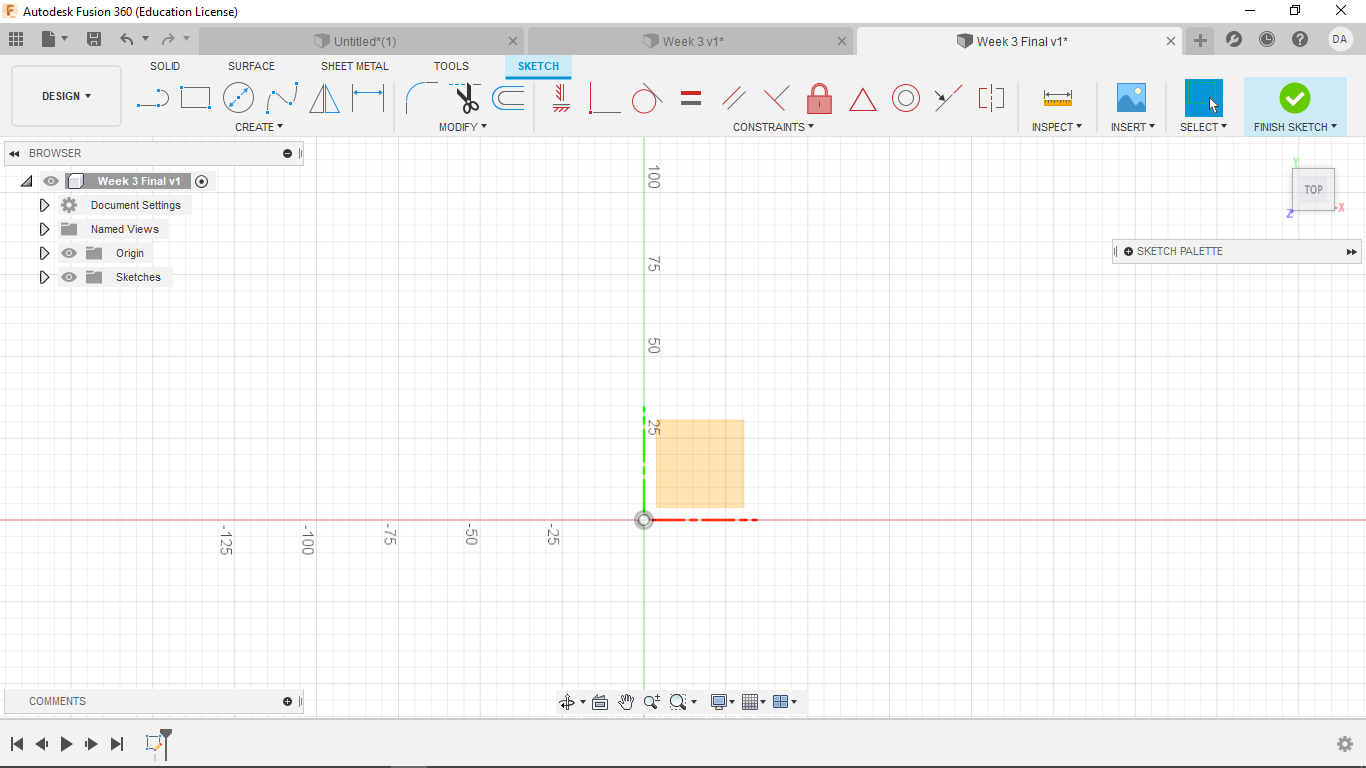 Autodesk Fusion 360 (Education License)
Untitled*(1)
Week 3 v1*
Week 3 Final v1*
DA
SOLID
SURFACE
SHEET METAL
TOOLS
SKETCH
DESIGN
CREATE
MODIFY
CONSTRAINTS
INSPECT
INSERT
SELECT
FINISH SKETCH
BROWSER
Week 3 Final v1
Document Settings
Named Views
Origin
Sketches
100
75
50
25
-125
-100
-75
-50
-25
Y
TOP
Z
X
SKETCH PALETTE
COMMENTS